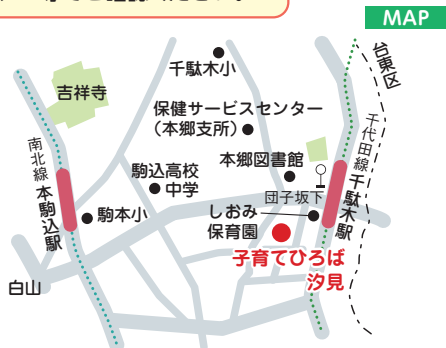 MAP
千駄木小
台東区
吉祥寺
保健サービスセンター
（本郷支所）
千代田線
千駄木駅
南北線
本駒込駅
本郷図書館
駒込高校
中学
団子坂下
駒本小
しおみ
保育園
子育てひろば
汐見
白山